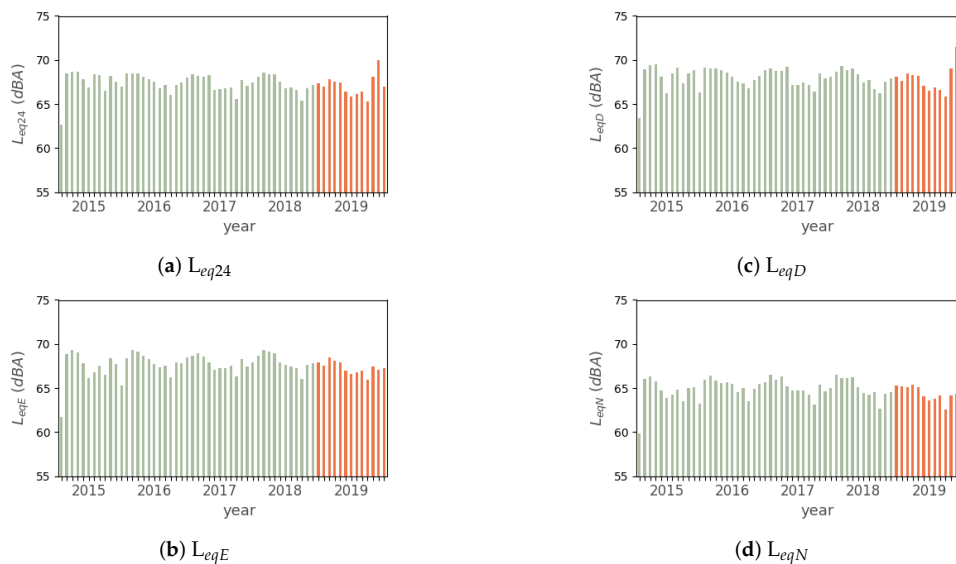 75
70
65
60
55
L_eq24 (dBA)
2015 2016 2017 2018 2019
year
(a) L_eq24
75
70
65
60
55
L_eqD (dBA)
2015 2016 2017 2018 2019
year
(c) L_eqD
75
70
65
60
55
L_eqE (dBA)
2015 2016 2017 2018 2019
year
(b) L_eqE
75
70
65
60
55
L_eqN (dBA)
2015 2016 2017 2018 2019
year
(d) L_eqN